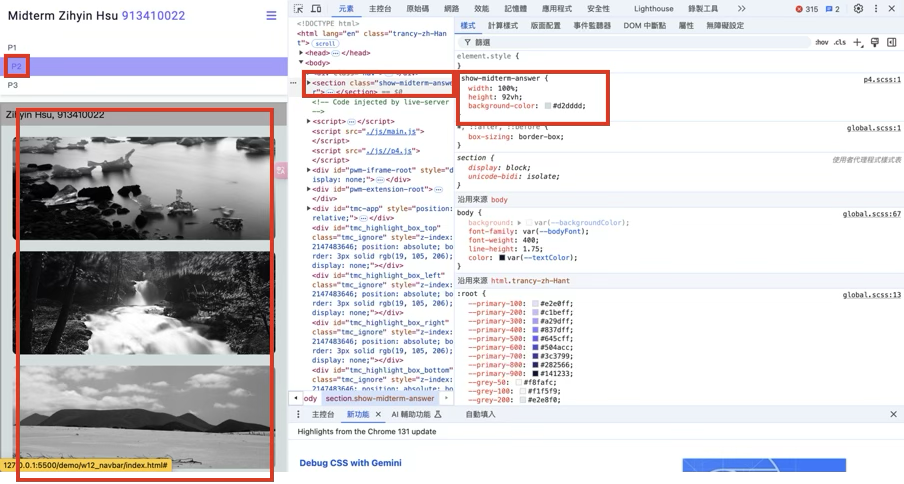 Midterm Zihyin Hsu 913410022
P1
P2
P3
Zihyin Hsu, 913410022
127.0.0.1:5500/demo/w12_navbar/index.html#
元素 主控台 原始碼 網路 效能 記憶體 應用程式 安全性 Lighthouse 錄製工具 315 2
<!DOCTYPE html>
<html lang="en" class="trancy-zh-Han
t"> scroll
<head> </head>
<body>
<section class="show-midterm-answe
r"> </section> == $0
<!-- Code injected by live-server
-->
<script> </script>
<script src="./js/main.js">
</script>
<script src="./js//p4.js">
</script>
<div id="pwm-iframe-root" style="d
isplay: none;"> </div>
<div id="pwm-extension-root">
</div>
<div id="tmc-app" style="position:
relative;"> </div>
<div id="tmc_highlight_box_top"
class="tmc_ignore" style="z-index:
2147483646; position: absolute; bo
rder: 3px solid rgb(19, 105, 206);
display: none;"></div>
<div id="tmc_highlight_box_left"
class="tmc_ignore" style="z-index:
2147483646; position: absolute; bo
rder: 3px solid rgb(19, 105, 206);
display: none;"></div>
<div id="tmc_highlight_box_right"
class="tmc_ignore" style="z-index:
2147483646; position: absolute; bo
rder: 3px solid rgb(19, 105, 206);
display: none;"></div>
<div id="tmc_highlight_box_bottom"
class="tmc_ignore" style="z-index:
2147483646; position: absolute; bo
ody section.show-midterm-answer
樣式 計算樣式 版面配置 事件監聽器 DOM 中斷點 屬性 無障礙設定
篩選 :hov .cls
element.style {
}
show-midterm-answer { p4.scss:1
width: 100%;
height: 92vh;
background-color: #d2dddd;
}
*, ::after, ::before { global.scss:1
box-sizing: border-box;
}
section { 使用者代理程式樣式表
display: block;
unicode-bidi: isolate;
}
沿用來源 body
body { global.scss:67
background: var(--backgroundColor);
font-family: var(--bodyFont);
font-weight: 400;
line-height: 1.75;
color: var(--textColor);
}
沿用來源 html.trancy-zh-Hant
:root { global.scss:13
--primary-100: #e2e0ff;
--primary-200: #c1beff;
--primary-300: #a29dff;
--primary-400: #837dff;
--primary-500: #645cff;
--primary-600: #504acc;
--primary-700: #3c3799;
--primary-800: #282566;
--primary-900: #141233;
--grey-50: #f8fafc;
--grey-100: #f1f5f9;
--grey-200: #e2e8f0;
主控台 新功能 AI 輔助功能 自動填入
Highlights from the Chrome 131 update
Debug CSS with Gemini